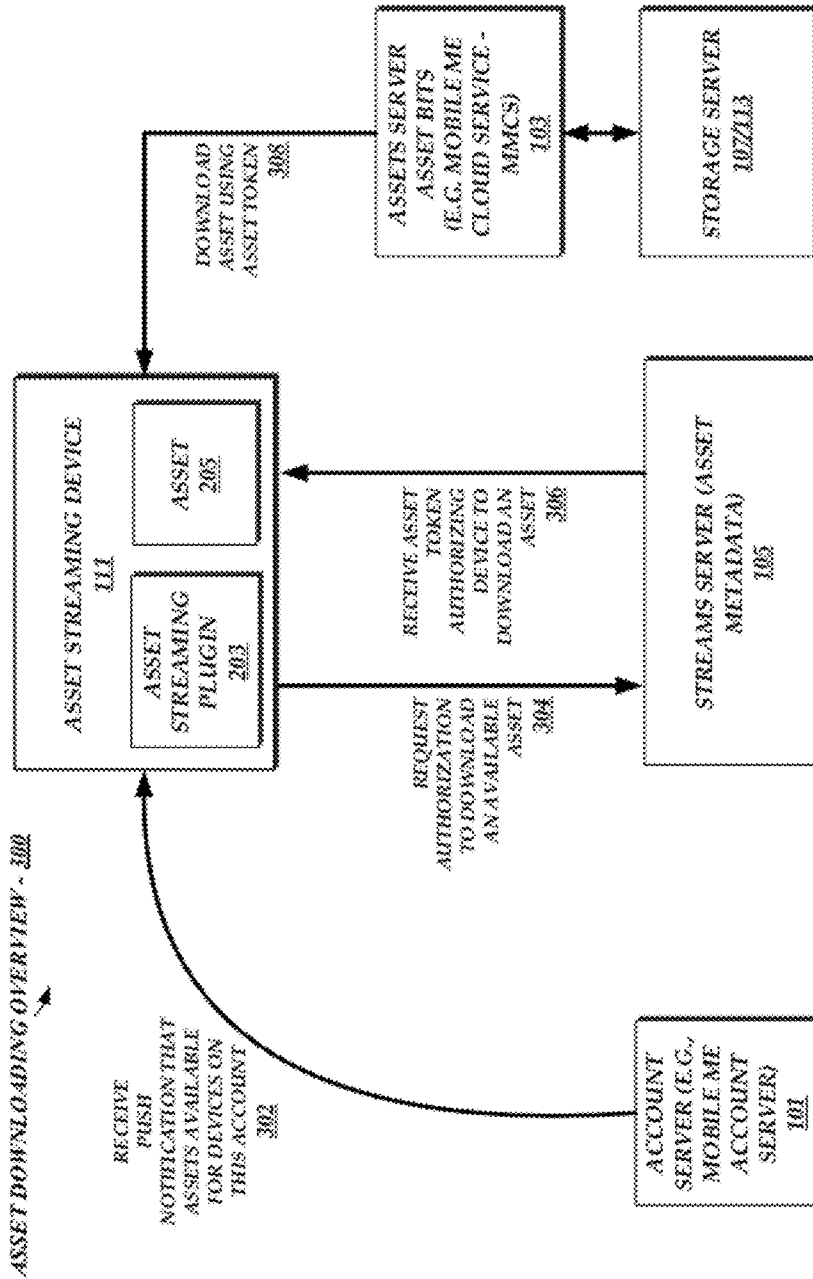 ASSET DOWNLOADING OVERVIEW - 300
RECEIVE
PUSH
NOTIFICATION THAT
ASSETS AVAILABLE
FOR DEVICES ON
THIS ACCOUNT
302
ACCOUNT
SERVER (E.G.,
MOBILE ME
ACCOUNT
SERVER)
101
ASSET STREAMING DEVICE
111
ASSET
STREAMING
PLUGIN
203
ASSET
205
REQUEST
AUTHORIZATION
TO DOWNLOAD
AN AVAILABLE
ASSET
304
RECEIVE ASSET
TOKEN
AUTHORIZING
DEVICE TO
DOWNLOAD AN
ASSET
306
STREAMS SERVER (ASSET
METADATA)
105
DOWNLOAD
ASSET USING
ASSET TOKEN
308
ASSETS SERVER
ASSET BITS
(E.G. MOBILE ME
CLOUD SERVICE -
MMCS)
103
STORAGE SERVER
107/113